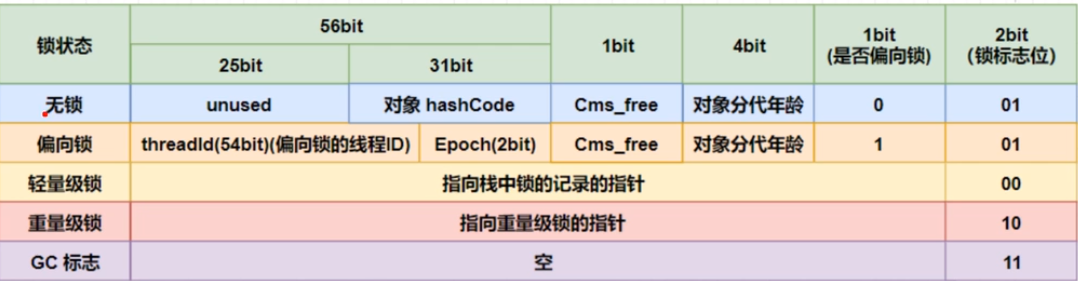 锁状态
56bit
25bit
31bit
1bit
4bit
1bit
(是否偏向锁)
2bit
(锁标志位)
无锁
unused
对象 hashCode
Cms_free
对象分代年龄
0
01
偏向锁
threadId(54bit)(偏向锁的线程ID)
Epoch(2bit)
Cms_free
对象分代年龄
1
01
轻量级锁
指向栈中锁的记录的指针
00
重量级锁
指向重量级锁的指针
10
GC 标志
空
11